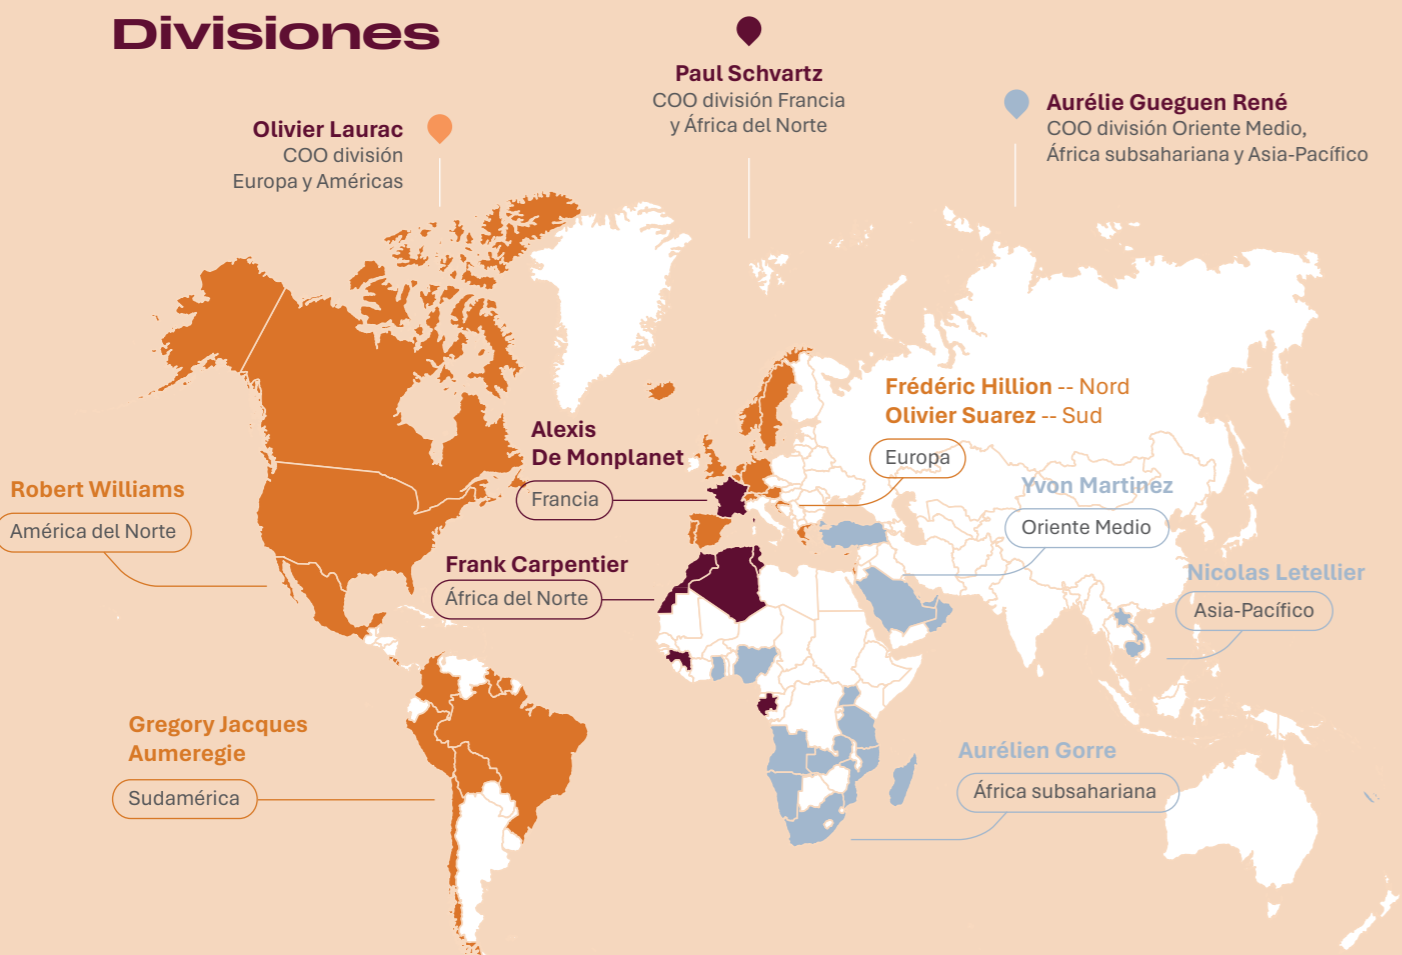 Divisiones
Paul Schvartz
COO división Francia
y África del Norte
Aurélie Gueguen René
COO división Oriente Medio,
África subsahariana y Asia-Pacífico
Olivier Laurac
COO división
Europa y Américas
Frédéric Hillion -- Nord
Olivier Suarez -- Sud
Europa
Alexis
De Monplanet
Francia
Robert Williams
América del Norte
Yvon Martinez
Oriente Medio
Frank Carpentier
África del Norte
Nicolas Letellier
Asia-Pacífico
Gregory Jacques
Aumeregie
Sudamérica
Aurélien Gorre
África subsahariana